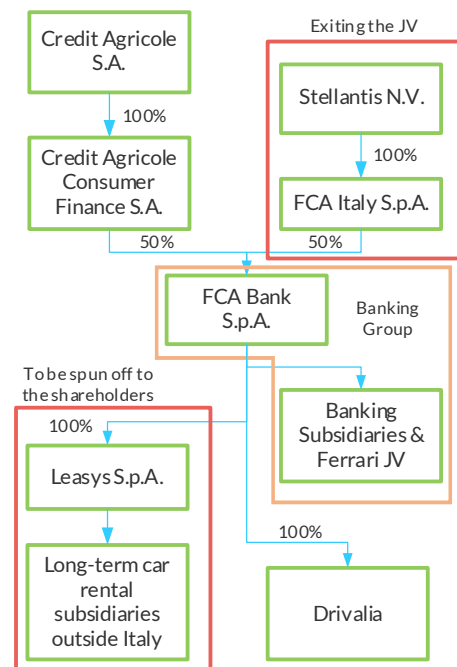 Exiting the JV
Credit Agricole
S.A.
Stellantis N.V.
100%
100%
Credit Agricole
Consumer
Finance S.A.
FCA Italy S.p.A.
50%
50%
FCA Bank
S.p.A.
Banking
Group
To be spun off to
the shareholders
100%
Banking
Subsidiaries &
Ferrari JV
Leasys S.p.A.
100%
Long-term car
rental
subsidiaries
outside Italy
Drivalia